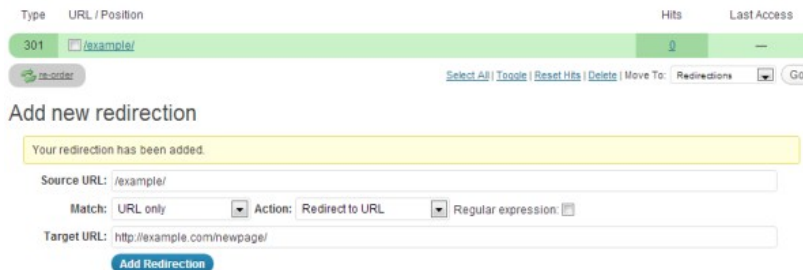 Type URL / Position Hits Last Access
301 /example/ 0 —
re-order Select All | Toggle | Reset Hits | Delete | Move To: Redirections Go
Add new redirection
Your redirection has been added.
Source URL: /example/
Match: URL only Action: Redirect to URL Regular expression:
Target URL: http://example.com/newpage/
Add Redirection